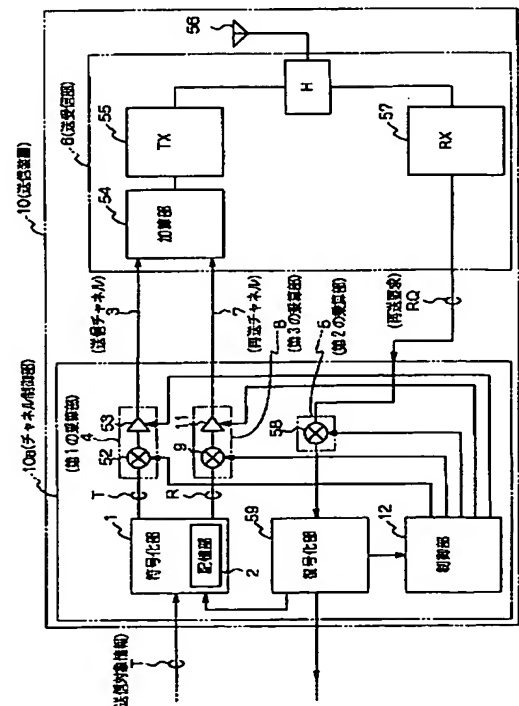 10(送信装置)
10a(チャネル制御部)
6(送受信部)
56
H
55
TX
54
加算部
57
RX
3
(送信チャネル)
7
(再送チャネル)
8
(第3の乗算部)
5
(第2の乗算部)
(再送要求)
RQ
(第1の乗算部)
4
53
52
T
11
9
R
58
1
符号化部
記憶部
2
59
復号化部
12
制御部
(送信対象情報)
T